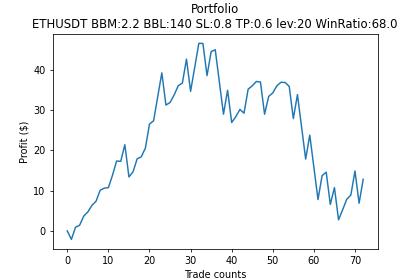 Portfolio
ETHUSDT BBM:2.2 BBL:140 SL:0.8 TP:0.6 lev:20 WinRatio:68.0
Profit ($)
40
30
20
10
0
0 10 20 30 40 50 60 70
Trade counts